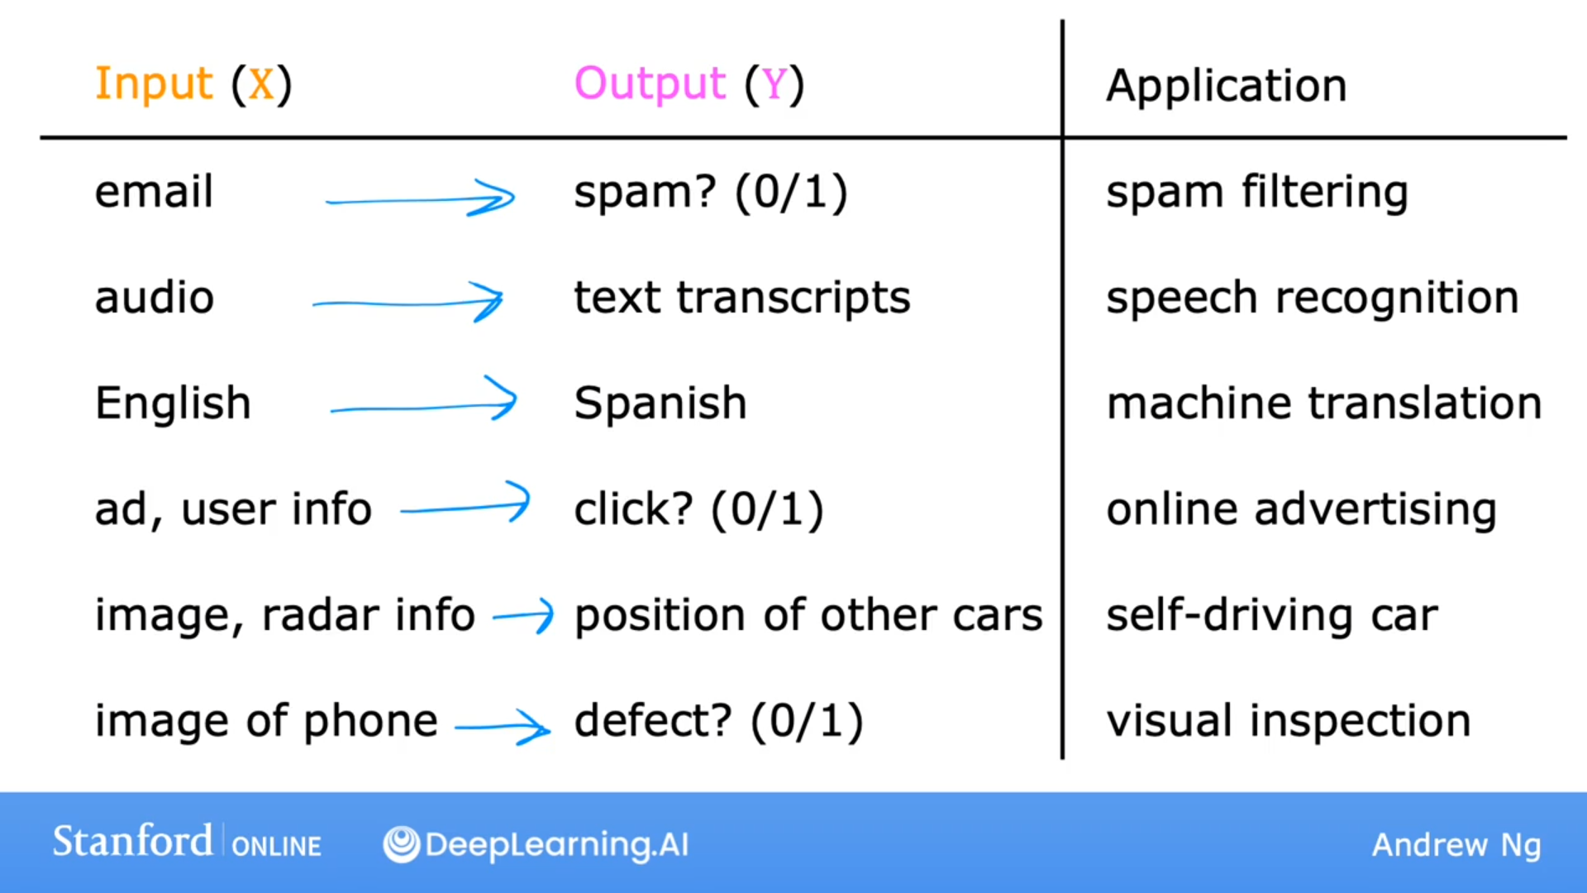 Input (X) Output (Y) Application
email spam? (0/1) spam filtering
audio text transcripts speech recognition
English Spanish machine translation
ad, user info click? (0/1) online advertising
image, radar info position of other cars self-driving car
image of phone defect? (0/1) visual inspection
Stanford ONLINE DeepLearning.AI Andrew Ng